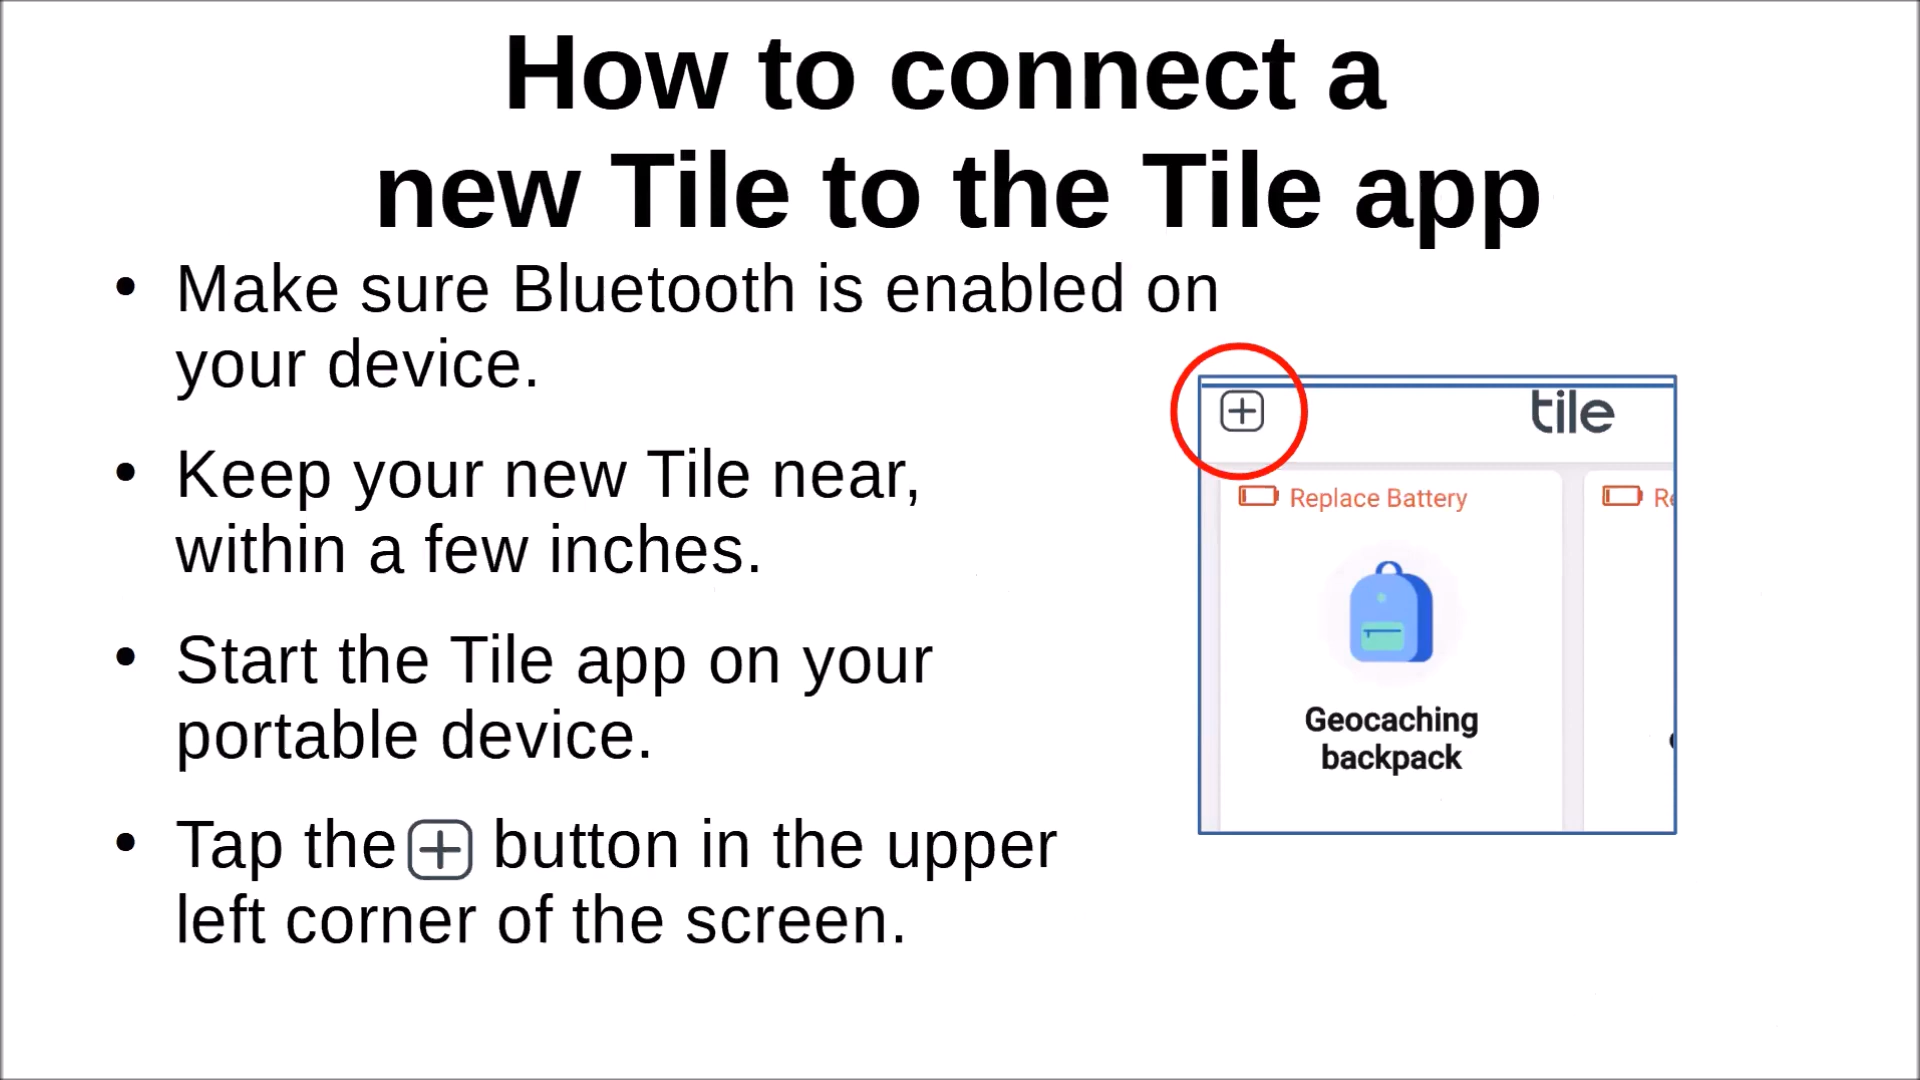 How to connect a
new Tile to the Tile app
• Make sure Bluetooth is enabled on
your device.
• Keep your new Tile near,
within a few inches.
• Start the Tile app on your
portable device.
• Tap the + button in the upper
left corner of the screen.
tile
Replace Battery
Geocaching
backpack